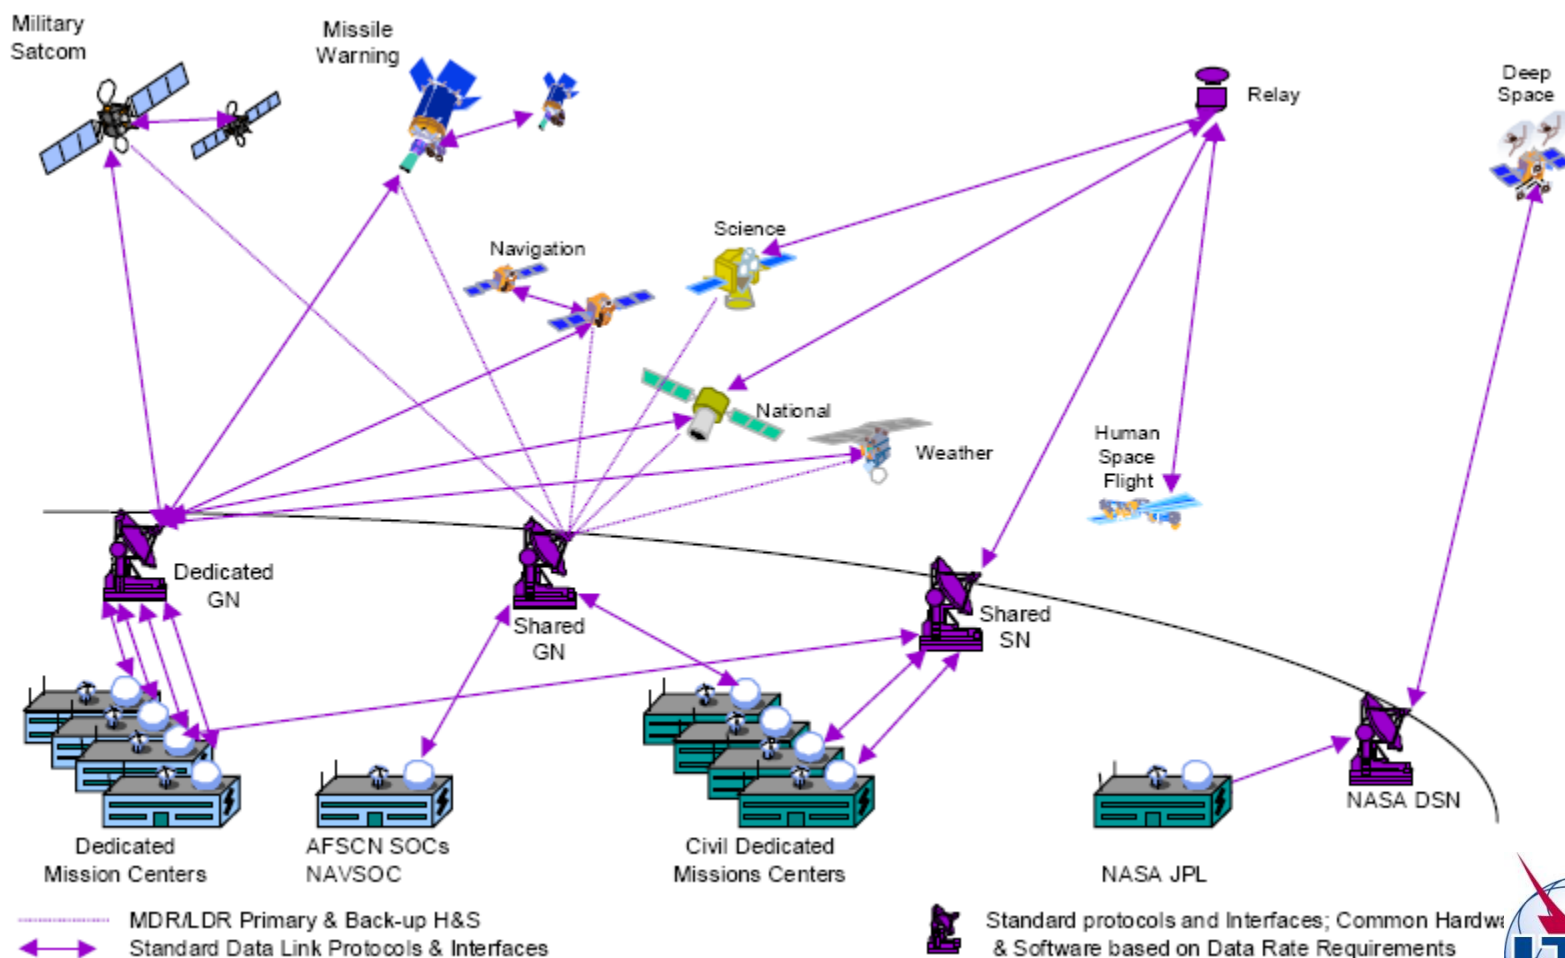 Military
Satcom
Missile
Warning
Relay
Deep
Space
Science
Navigation
National
Weather
Human
Space
Flight
Dedicated
GN
Shared
GN
Shared
SN
NASA DSN
Dedicated
Mission Centers
AFSCN SOCs
NAVSOC
Civil Dedicated
Missions Centers
NASA JPL
MDR/LDR Primary & Back-up H&S
Standard Data Link Protocols & Interfaces
Standard protocols and Interfaces; Common Hardwa
& Software based on Data Rate Requirements